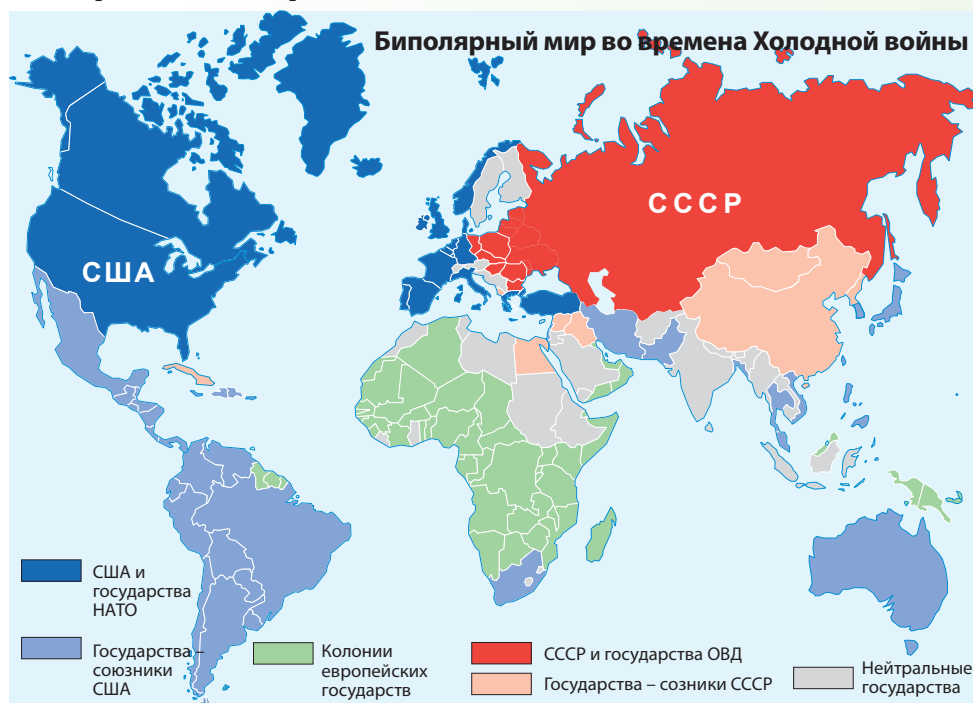 Биполярный мир во времена Холодной войны
СССР
США
США и
государства
НАТО
Государства –
союзники
США
Колонии
европейских
государств
СССР и государства ОВД
Государства – созники СССР
Нейтральные
государства